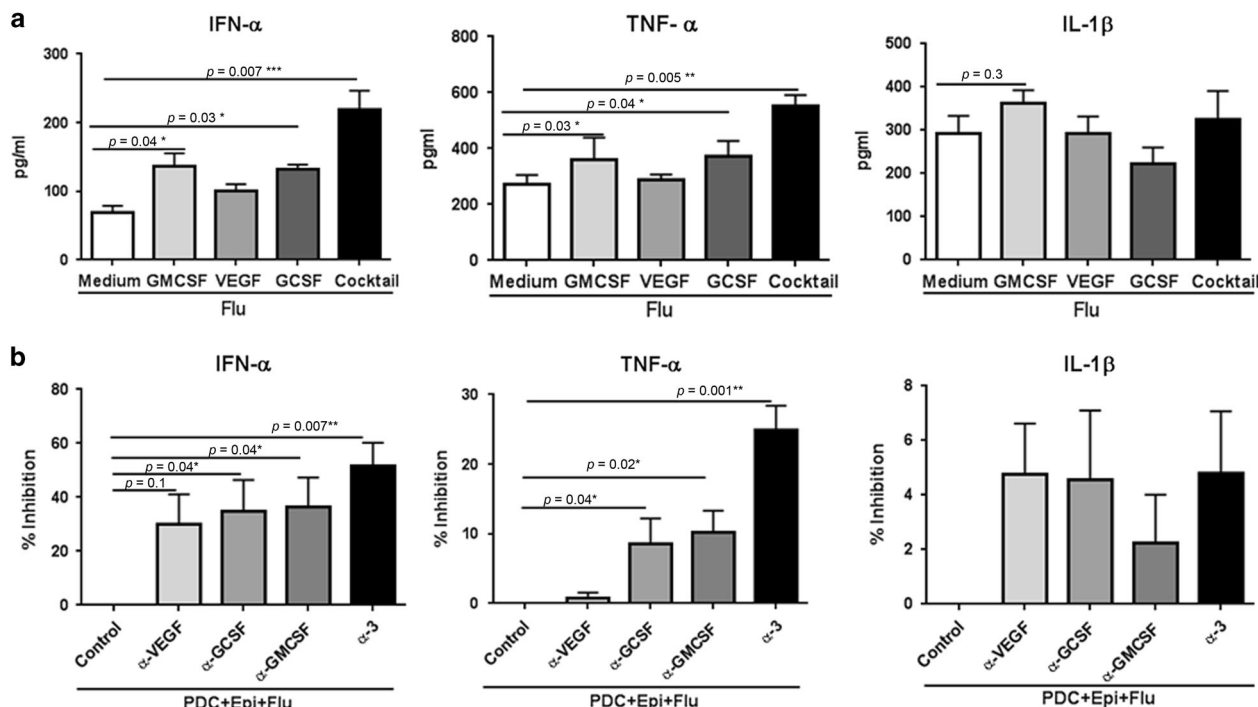 a
IFN-α
pg/ml
300
200
100
0
p = 0.007 ***
p = 0.03 *
p = 0.04 *
Medium GMCSF VEGF GCSF Cocktail
Flu
TNF- α
pgml
800
600
400
200
0
p = 0.005 **
p = 0.04 *
p = 0.03 *
Medium GMCSF VEGF GCSF Cocktail
Flu
IL-1β
pgml
500
400
300
200
100
0
p = 0.3
Medium GMCSF VEGF GCSF Cocktail
Flu
b
IFN-α
% Inhibition
80
60
40
20
0
p = 0.007**
p = 0.04*
p = 0.04*
p = 0.1
Control α-VEGF α-GCSF α-GMCSF α-3
PDC+Epi+Flu
TNF-α
% Inhibition
30
20
10
0
p = 0.001**
p = 0.02*
p = 0.04*
Control α-VEGF α-GCSF α-GMCSF α-3
PDC+Epi+Flu
IL-1β
% Inhibition
8
6
4
2
0
Control α-VEGF α-GCSF α-GMCSF α-3
PDC+Epi+Flu